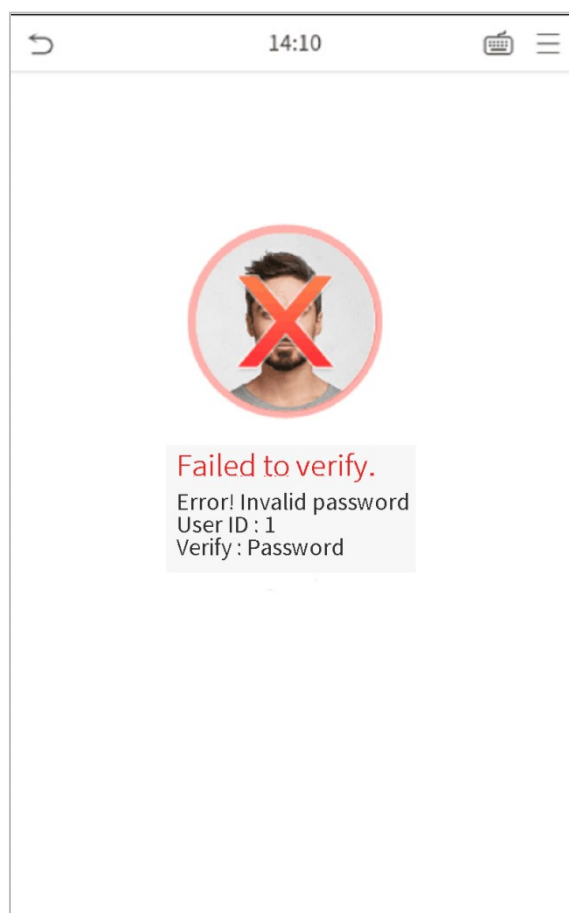 14:10
Failed to verify.
Error! Invalid password
User ID : 1
Verify : Password